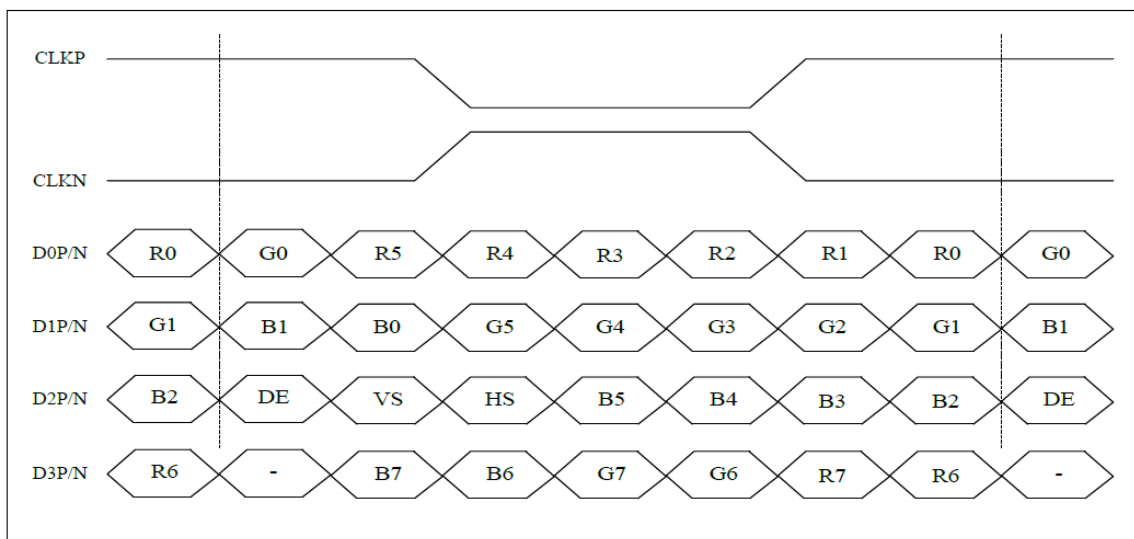 CLKP
CLKN
D0P/N R0 G0 R5 R4 R3 R2 R1 R0 G0
D1P/N G1 B1 B0 G5 G4 G3 G2 G1 B1
D2P/N B2 DE VS HS B5 B4 B3 B2 DE
D3P/N R6 - B7 B6 G7 G6 R7 R6 -